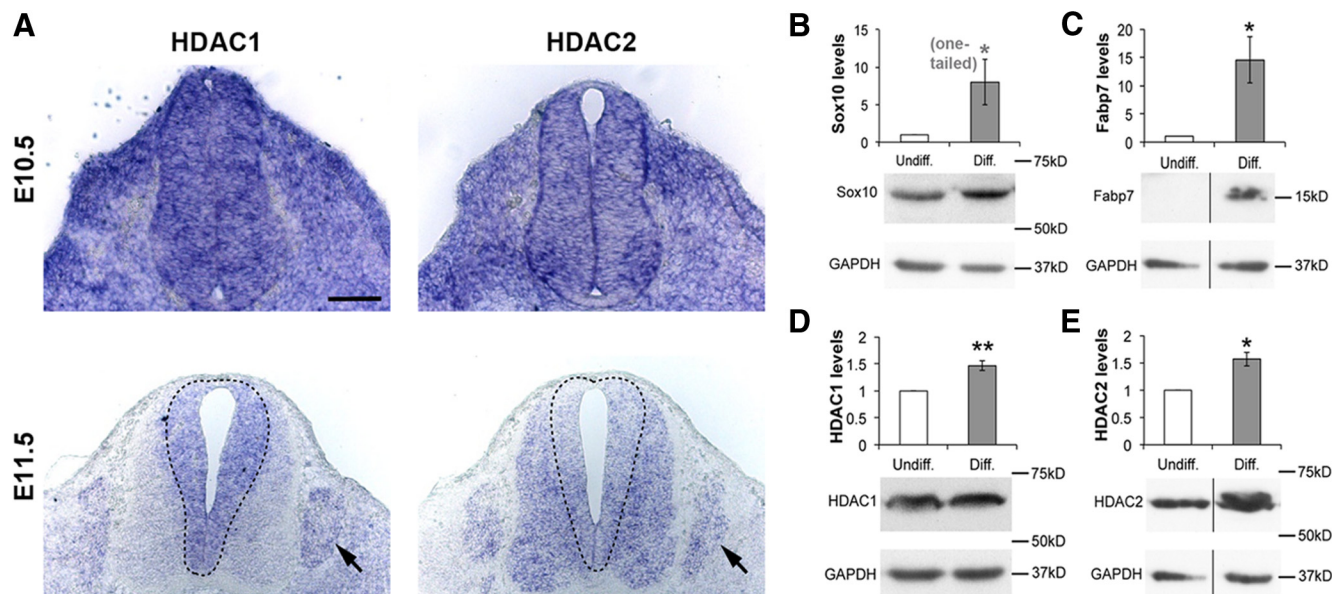 A
HDAC1
HDAC2
E10.5
E11.5
B
Sox10 levels
15
10
5
0
(one-
tailed)
*
Undiff.
Diff.
75kD
Sox10
50kD
GAPDH
37kD
C
Fabp7 levels
20
15
10
5
0
*
Undiff.
Diff.
Fabp7
15kD
GAPDH
37kD
D
HDAC1 levels
2
1.5
1
0.5
0
**
Undiff.
Diff.
75kD
HDAC1
50kD
GAPDH
37kD
E
HDAC2 levels
2
1.5
1
0.5
0
*
Undiff.
Diff.
75kD
HDAC2
50kD
GAPDH
37kD